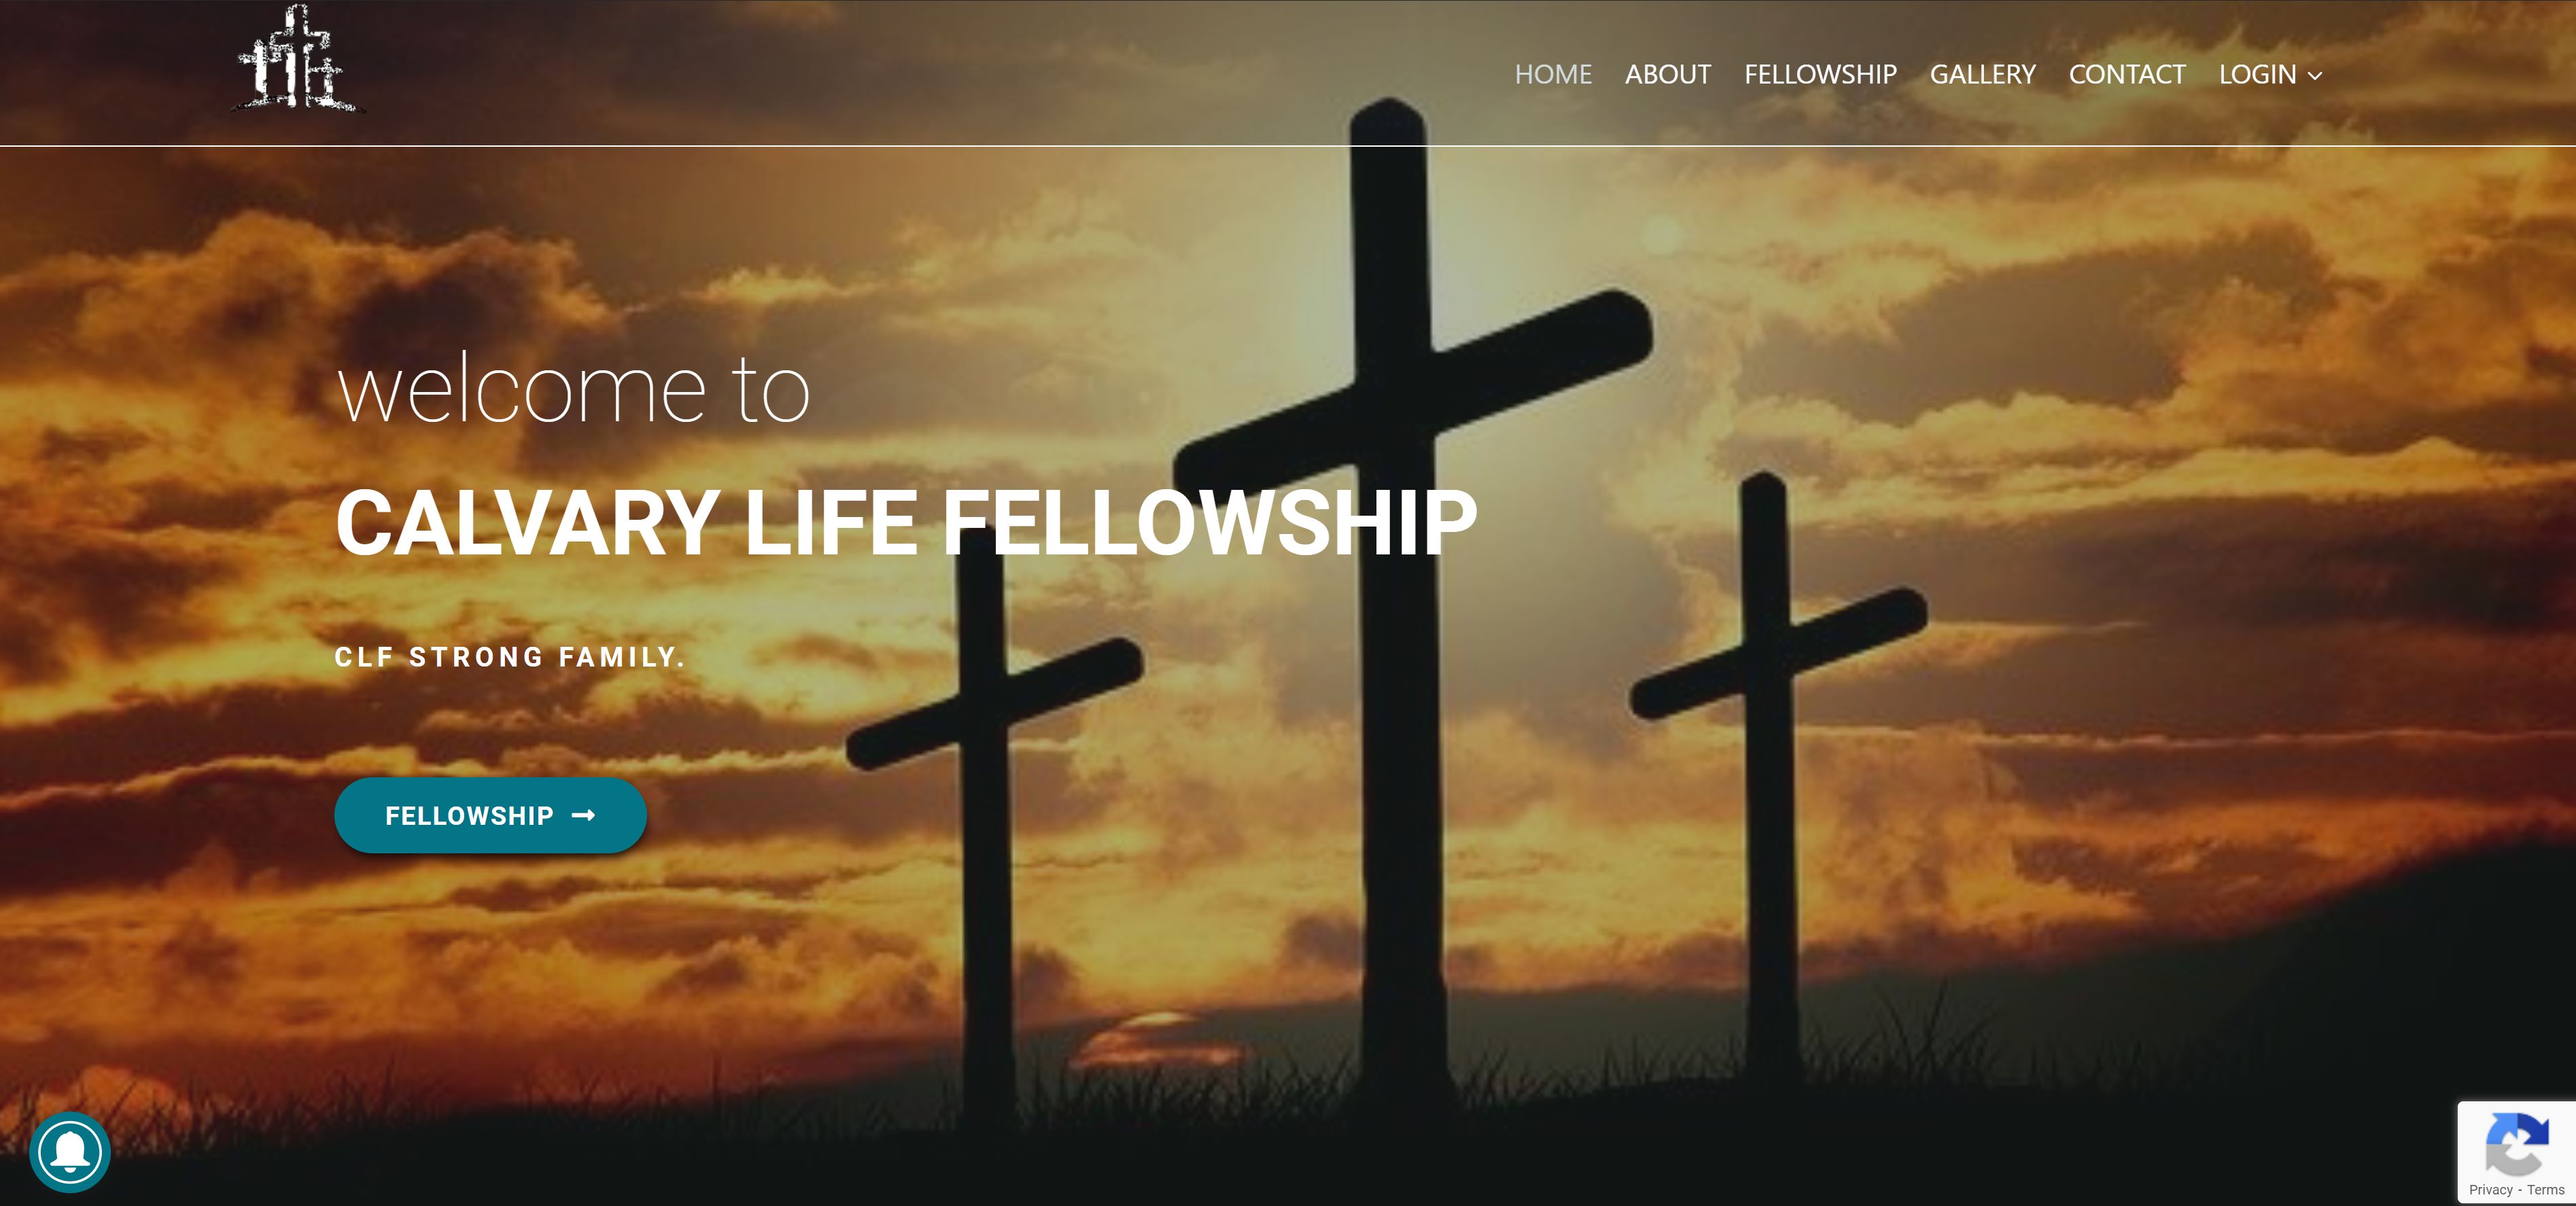 HOME ABOUT FELLOWSHIP GALLERY CONTACT LOGIN
welcome to
CALVARY LIFE FELLOWSHIP
CLF STRONG FAMILY.
FELLOWSHIP
Privacy - Terms